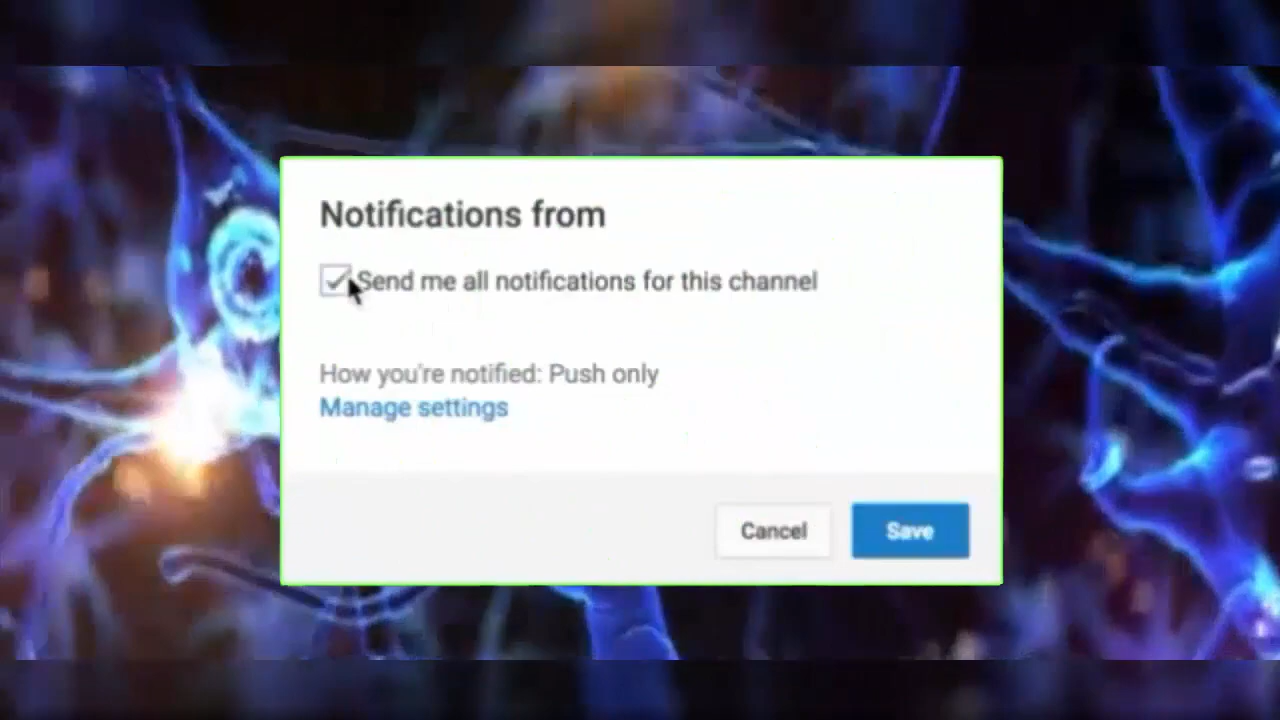 Notifications from
Send me all notifications for this channel
How you're notified: Push only
Manage settings
Cancel
Save